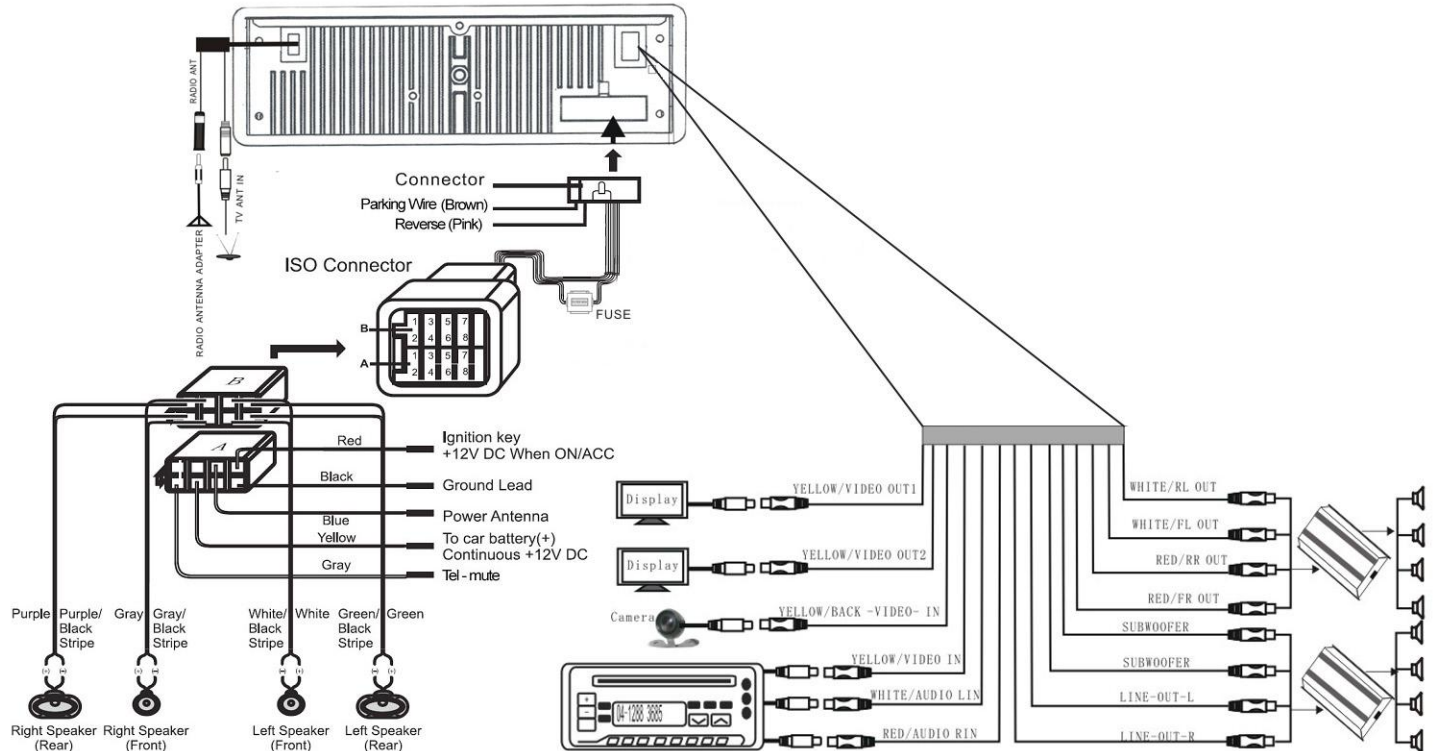 RADIO ANT
TV ANT IN
RADIO ANTENNA ADAPTER
Connector
Parking Wire (Brown)
Reverse (Pink)
ISO Connector
FUSE
B
1 3 5 7
2 4 6 8
A
1 3 5 7
2 4 6 8
B
A
Red
Ignition key
+12V DC When ON/ACC
Black
Ground Lead
Blue
Power Antenna
Yellow
To car battery(+)
Continuous +12V DC
Gray
Tel - mute
Purple
Purple/
Black
Stripe
Gray
Gray/
Black
Stripe
White/
Black
Stripe
White
Green/
Black
Stripe
Green
Right Speaker
(Rear)
Right Speaker
(Front)
Left Speaker
(Front)
Left Speaker
(Rear)
Display
YELLOW/VIDEO OUT1
Display
YELLOW/VIDEO OUT2
Camera
YELLOW/BACK -VIDEO- IN
YELLOW/VIDEO IN
WHITE/AUDIO LIN
RED/AUDIO RIN
04-1288 3685
WHITE/RL OUT
WHITE/FL OUT
RED/RR OUT
RED/FR OUT
SUBWOOFER
SUBWOOFER
LINE-OUT-L
LINE-OUT-R